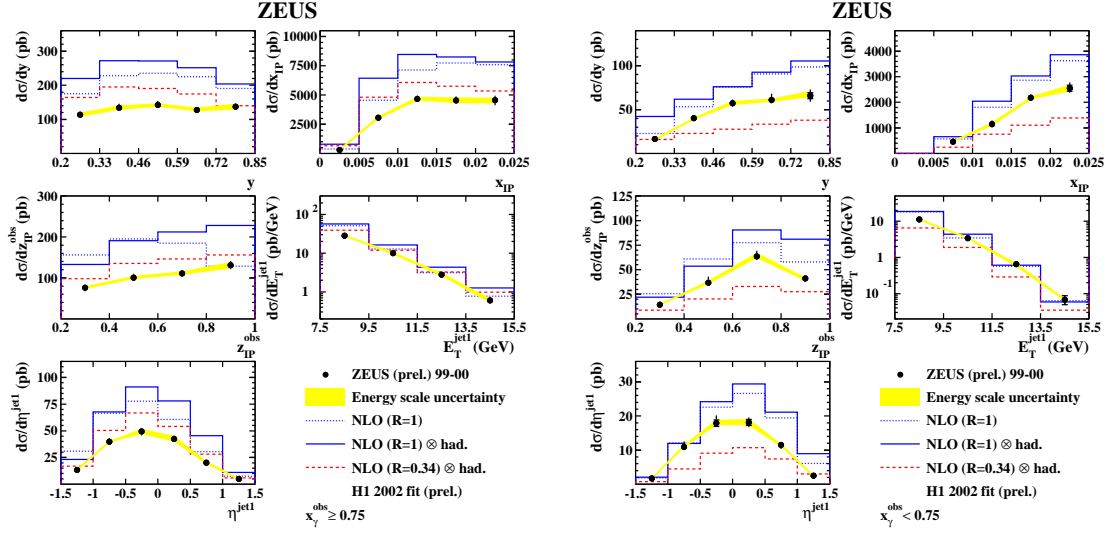 ZEUS
dσ/dy (pb)
300
200
100
0.2 0.33 0.46 0.59 0.72 0.85
y
dσ/dx_IP (pb)
10000
7500
5000
2500
0 0.005 0.01 0.015 0.02 0.025
x_IP
dσ/dz_IP^obs (pb)
300
200
100
0.2 0.4 0.6 0.8 1
z_IP^obs
dσ/dE_T^jet1 (pb/GeV)
10^2
10
1
7.5 9.5 11.5 13.5 15.5
E_T^jet1 (GeV)
dσ/dη^jet1 (pb)
100
75
50
25
-1.5 -1 -0.5 0 0.5 1 1.5
η^jet1
ZEUS (prel.) 99-00
Energy scale uncertainty
NLO (R=1)
NLO (R=1) ⊗ had.
NLO (R=0.34) ⊗ had.
H1 2002 fit (prel.)
x_γ^obs ≥ 0.75
ZEUS
dσ/dy (pb)
100
50
0.2 0.33 0.46 0.59 0.72 0.85
y
dσ/dx_IP (pb)
4000
3000
2000
1000
0 0.005 0.01 0.015 0.02 0.025
x_IP
dσ/dz_IP^obs (pb)
125
100
75
50
25
0.2 0.4 0.6 0.8 1
z_IP^obs
dσ/dE_T^jet1 (pb/GeV)
10
1
10^-1
7.5 9.5 11.5 13.5 15.5
E_T^jet1 (GeV)
dσ/dη^jet1 (pb)
30
20
10
-1.5 -1 -0.5 0 0.5 1 1.5
η^jet1
ZEUS (prel.) 99-00
Energy scale uncertainty
NLO (R=1)
NLO (R=1) ⊗ had.
NLO (R=0.34) ⊗ had.
H1 2002 fit (prel.)
x_γ^obs < 0.75